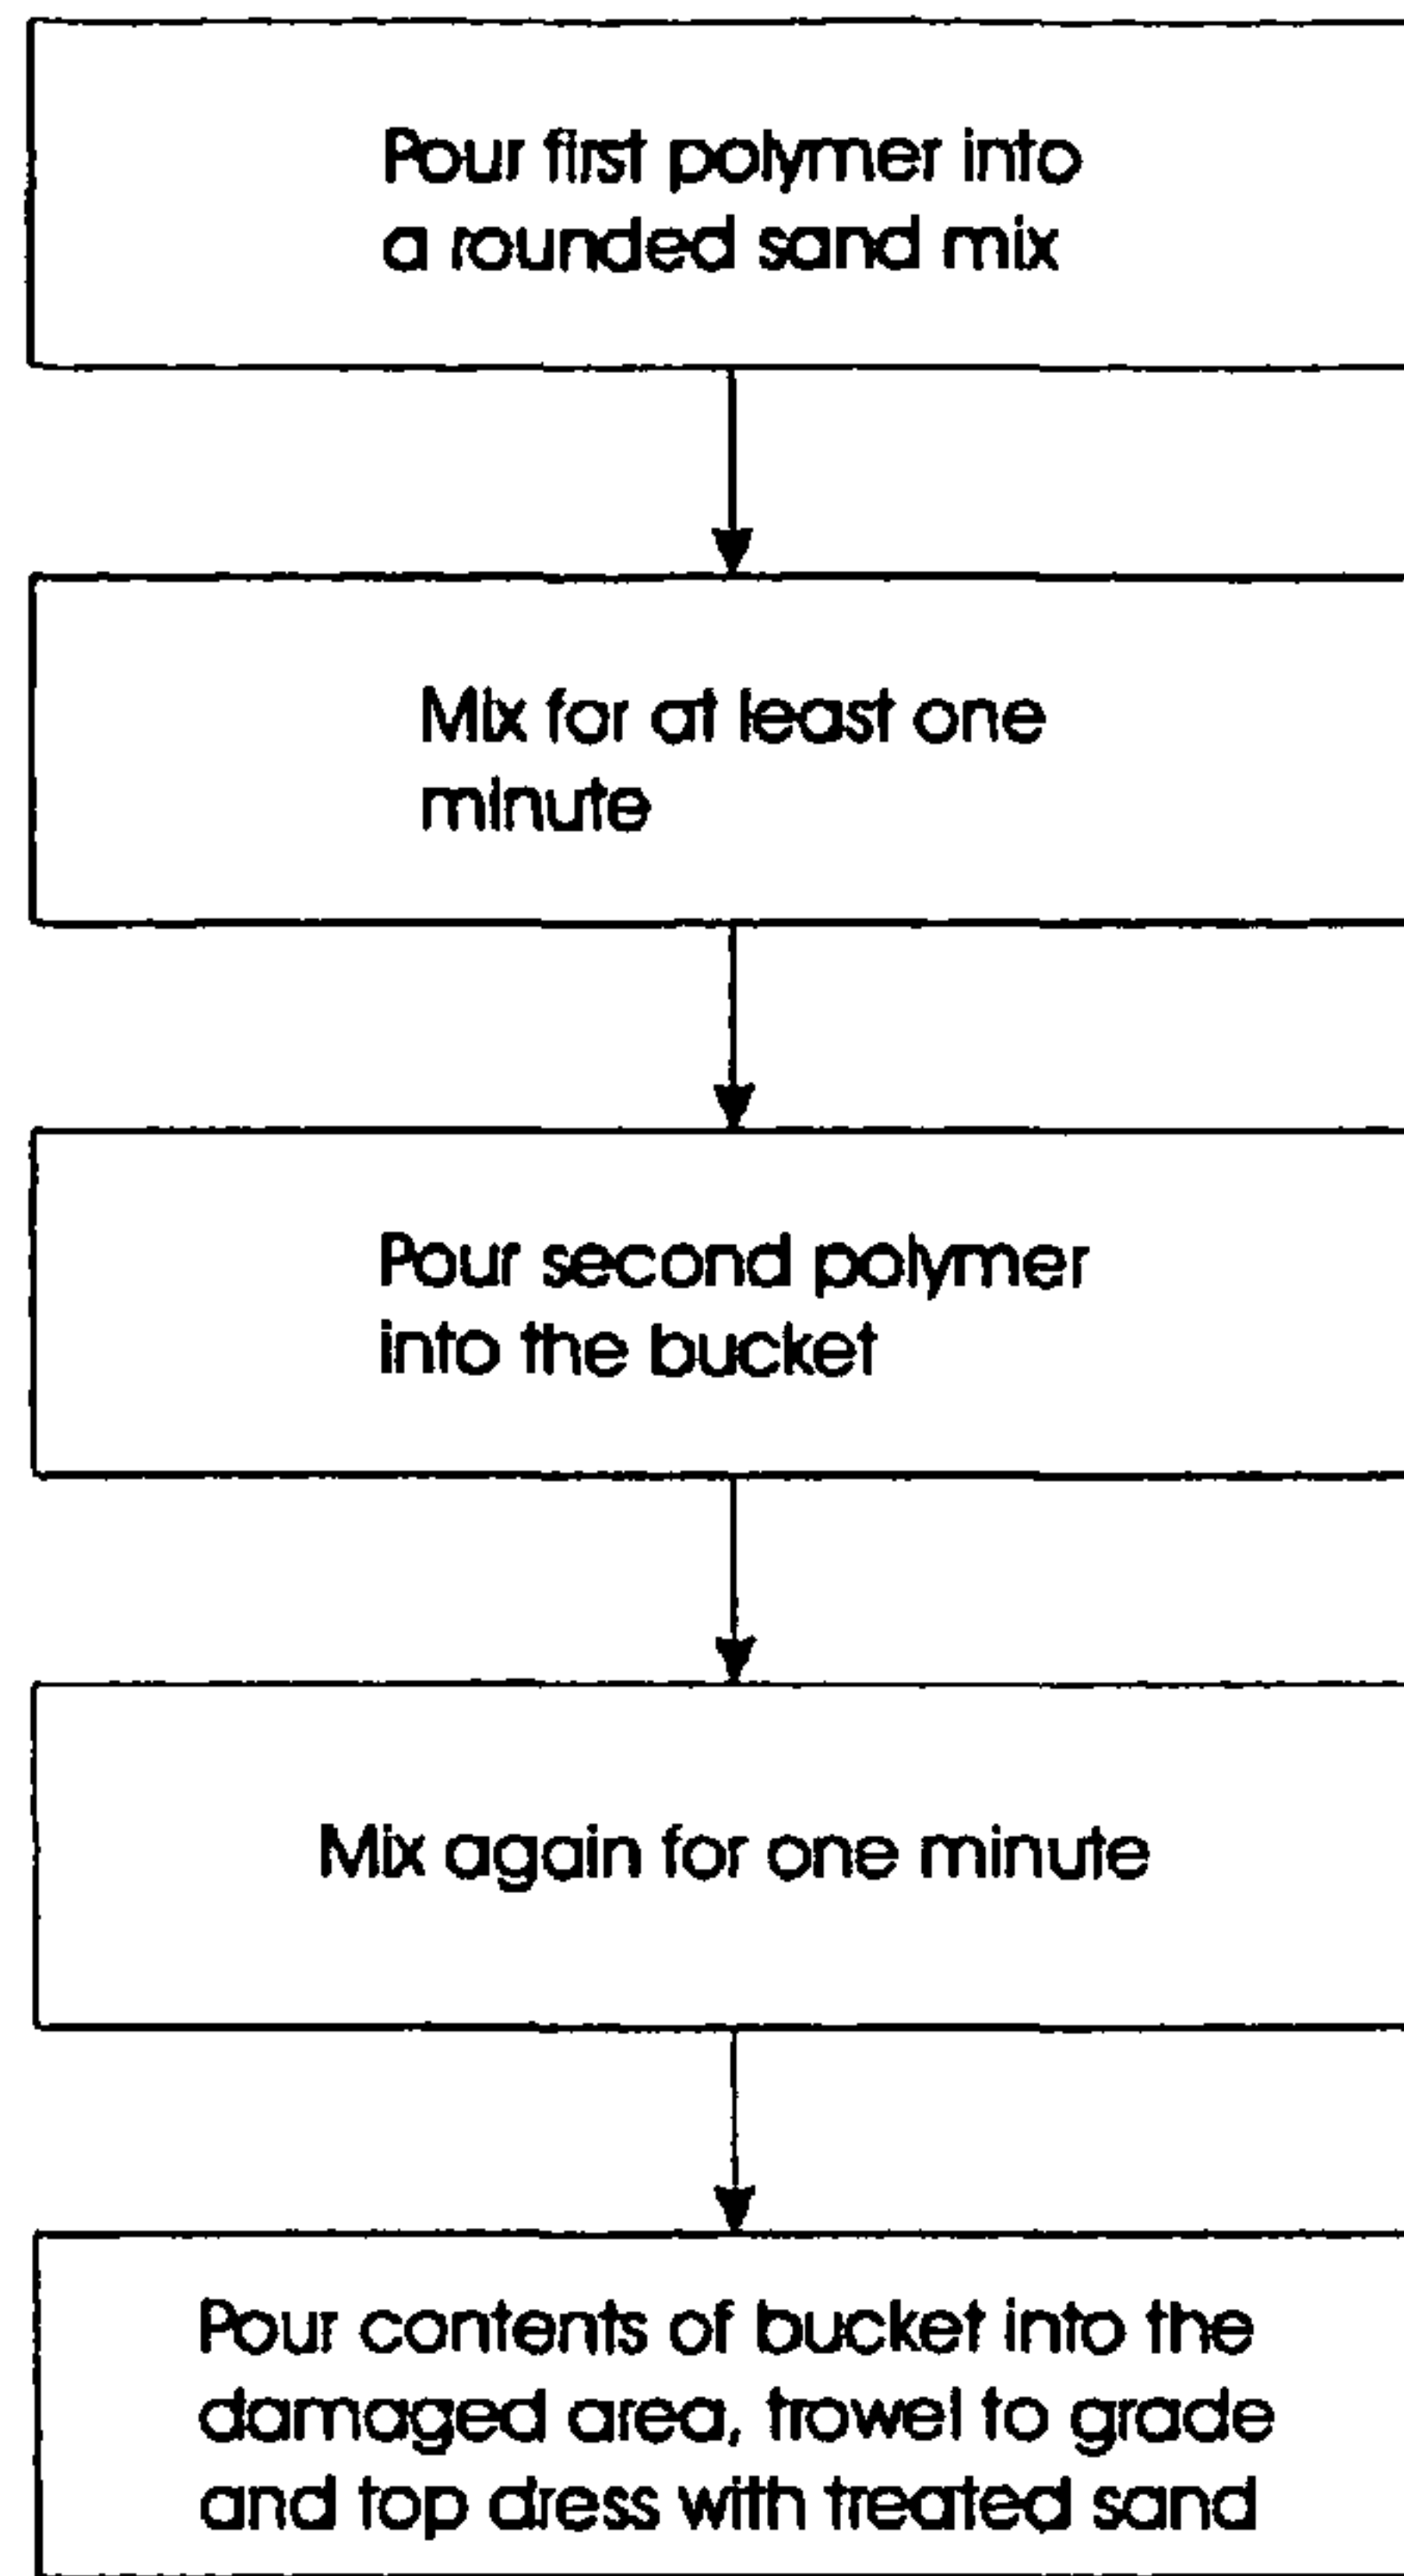 Pour first polymer into
a rounded sand mix
Mix for at least one
minute
Pour second polymer
into the bucket
Mix again for one minute
Pour contents of bucket into the
damaged area, trowel to grade
and top dress with treated sand